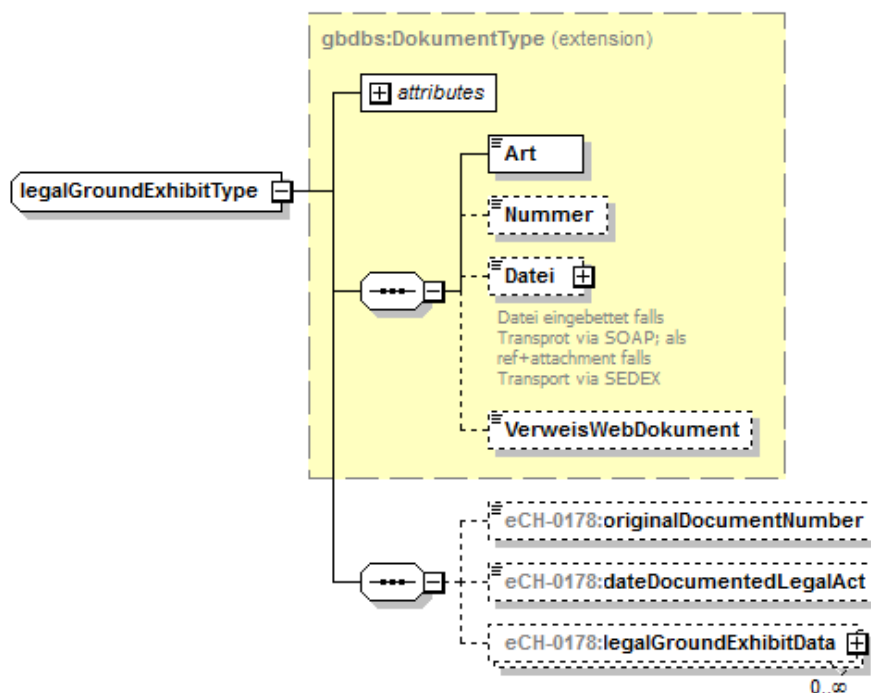 gbdbs:DokumentType (extension)
attributes
Art
legalGroundExhibitType
Nummer
Datei
Datei eingebettet falls
Transprot via SOAP; als
ref+attachment falls
Transport via SEDEX
VerweisWebDokument
eCH-0178:originalDocumentNumber
eCH-0178:dateDocumentedLegalAct
eCH-0178:legalGroundExhibitData
0..∞